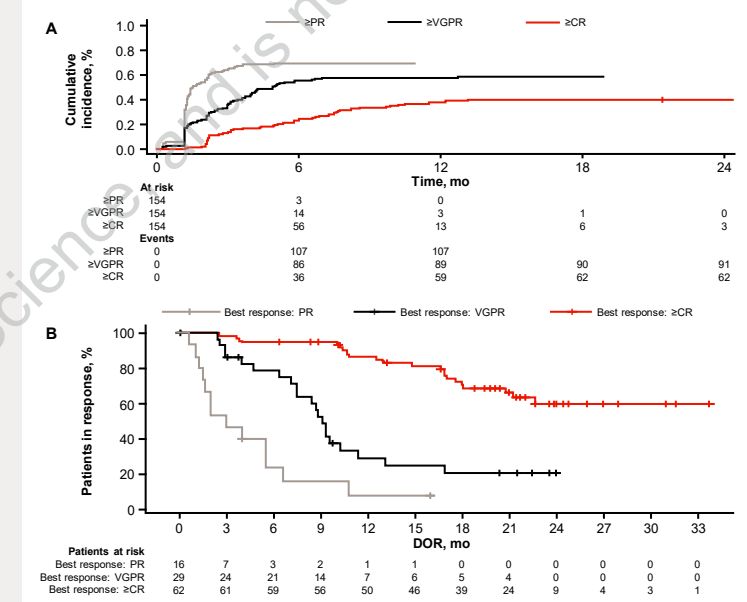 A
≥PR ≥VGPR ≥CR
Cumulative incidence, %
1.0
0.8
0.6
0.4
0.2
0.0
0 6 12 18 24
Time, mo
At risk
≥PR 154 3 0
≥VGPR 154 14 3 1 0
≥CR 154 56 13 6 3
Events
≥PR 0 107 107
≥VGPR 0 86 89 90 91
≥CR 0 36 59 62 62
Best response: PR Best response: VGPR Best response: ≥CR
B
Patients in response, %
100
80
60
40
20
0
0 3 6 9 12 15 18 21 24 27 30 33
DOR, mo
Patients at risk
Best response: PR 16 7 3 2 1 1 0 0 0 0 0 0
Best response: VGPR 29 24 21 14 7 6 5 4 0 0 0 0
Best response: ≥CR 62 61 59 56 50 46 39 24 9 4 3 1
cience, and is no